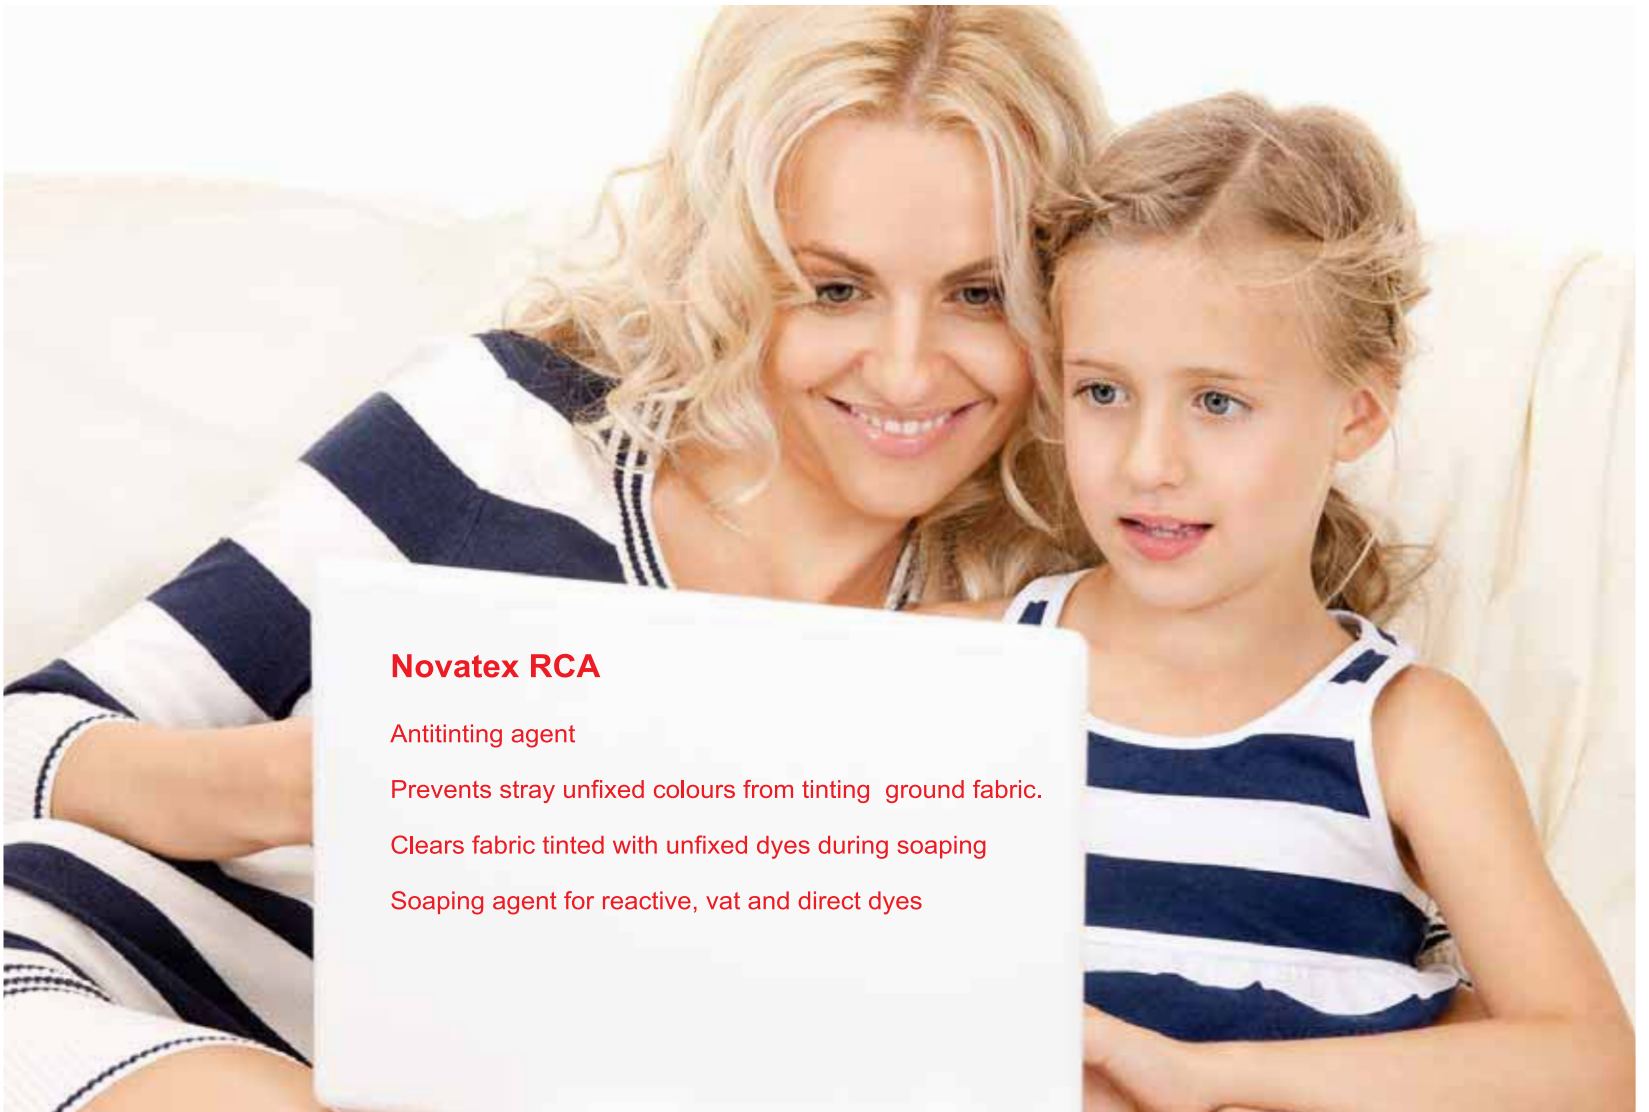 Novatex RCA
Antitinting agent
Prevents stray unfixed colours from tinting  ground fabric.
Clears fabric tinted with unfixed dyes during soaping
Soaping agent for reactive, vat and direct dyes